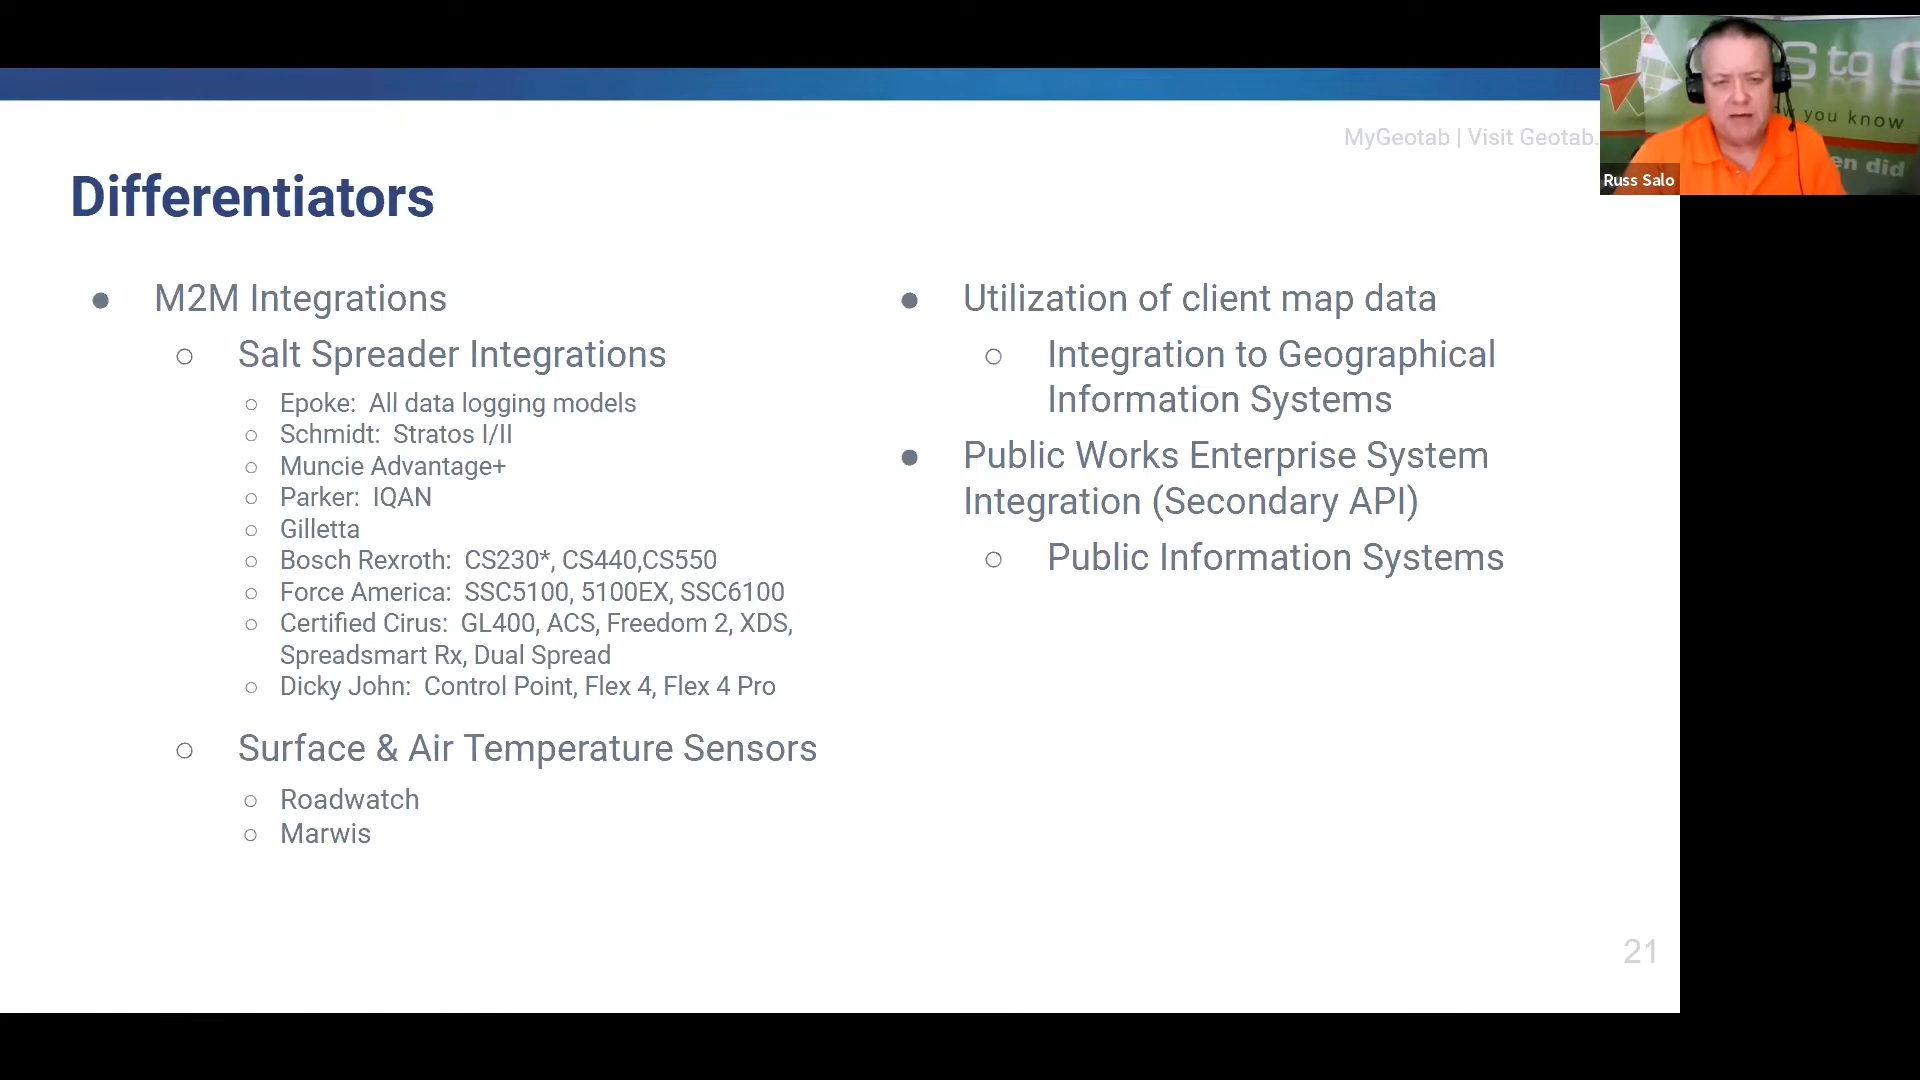 MyGeotab | Visit Geotab.
Differentiators
● M2M Integrations
○ Salt Spreader Integrations
○ Epoke: All data logging models
○ Schmidt: Stratos I/II
○ Muncie Advantage+
○ Parker: IQAN
○ Gilletta
○ Bosch Rexroth: CS230*, CS440,CS550
○ Force America: SSC5100, 5100EX, SSC6100
○ Certified Cirus: GL400, ACS, Freedom 2, XDS,
Spreadsmart Rx, Dual Spread
○ Dicky John: Control Point, Flex 4, Flex 4 Pro
○ Surface & Air Temperature Sensors
○ Roadwatch
○ Marwis
● Utilization of client map data
○ Integration to Geographical
Information Systems
● Public Works Enterprise System
Integration (Secondary API)
○ Public Information Systems
21
to
you know
did
Russ Salo